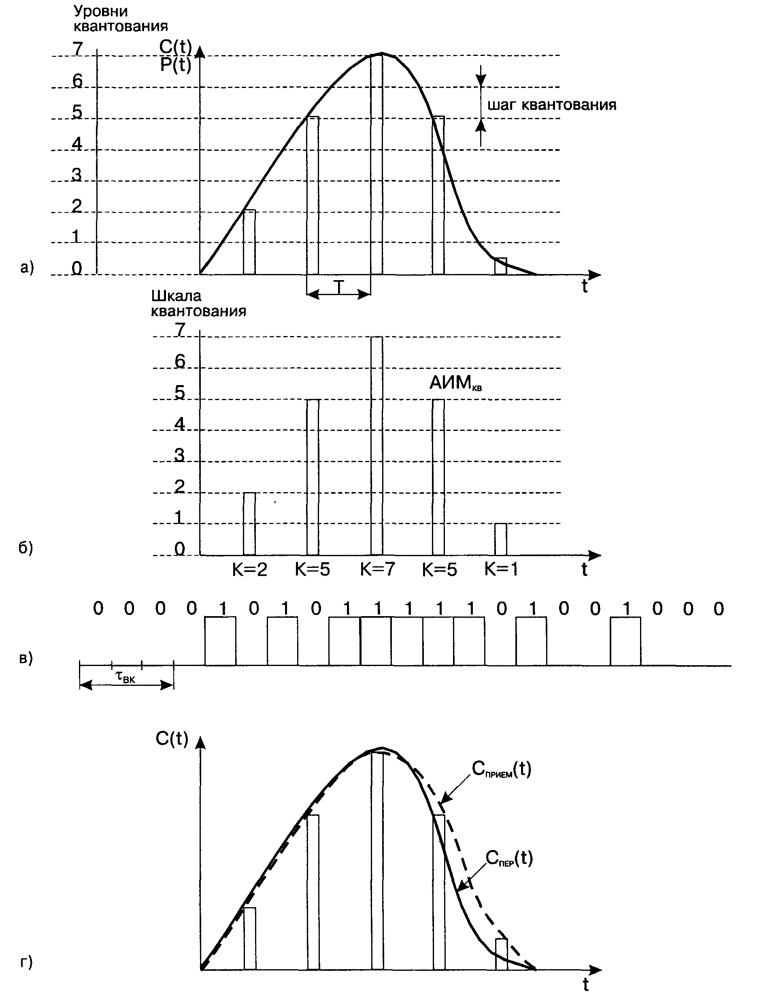 Уровни
квантования
7
C(t)
P(t)
6
шаг квантования
5
4
3
2
1
а)
0
t
T
Шкала
квантования
7
6
АИМкв
5
4
3
2
1
б)
0
K=2 K=5 K=7 K=5 K=1 t
0 0 0 0 1 0 1 0 1 1 1 1 1 0 1 0 0 1 0 0 0
в)
τВК
C(t)
CПРИЕМ(t)
CПЕР(t)
г)
t